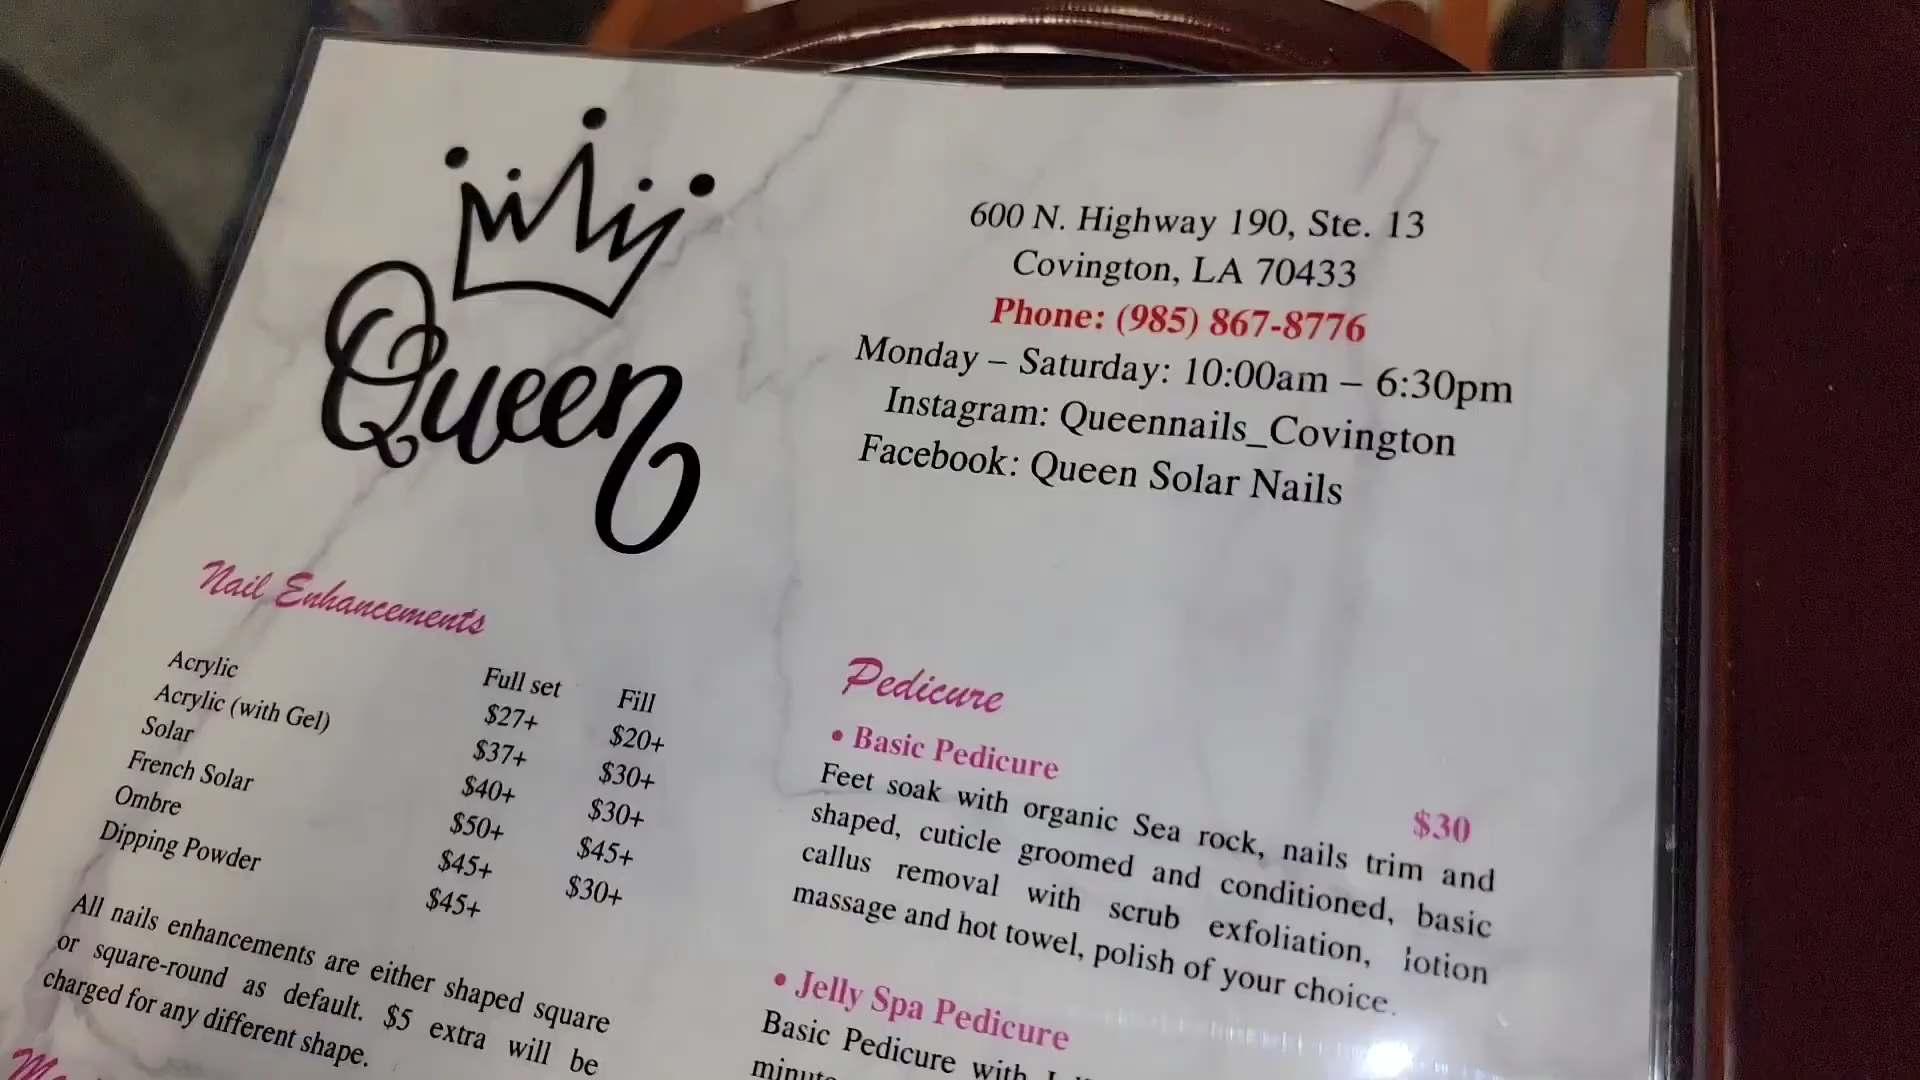 Queen
600 N. Highway 190, Ste. 13
Covington, LA 70433
Phone: (985) 867-8776
Monday – Saturday: 10:00am – 6:30pm
Instagram: Queennails_Covington
Facebook: Queen Solar Nails
Nail Enhancements
Full set Fill
Acrylic $27+ $20+
Acrylic (with Gel) $37+ $30+
Solar $40+ $30+
French Solar $50+ $45+
Ombre $45+ $30+
Dipping Powder $45+
All nails enhancements are either shaped square
or square-round as default. $5 extra will be
charged for any different shape.
Pedicure
• Basic Pedicure $30
Feet soak with organic Sea rock, nails trim and
shaped, cuticle groomed and conditioned, basic
callus removal with scrub exfoliation, lotion
massage and hot towel, polish of your choice.
• Jelly Spa Pedicure
Basic Pedicure with